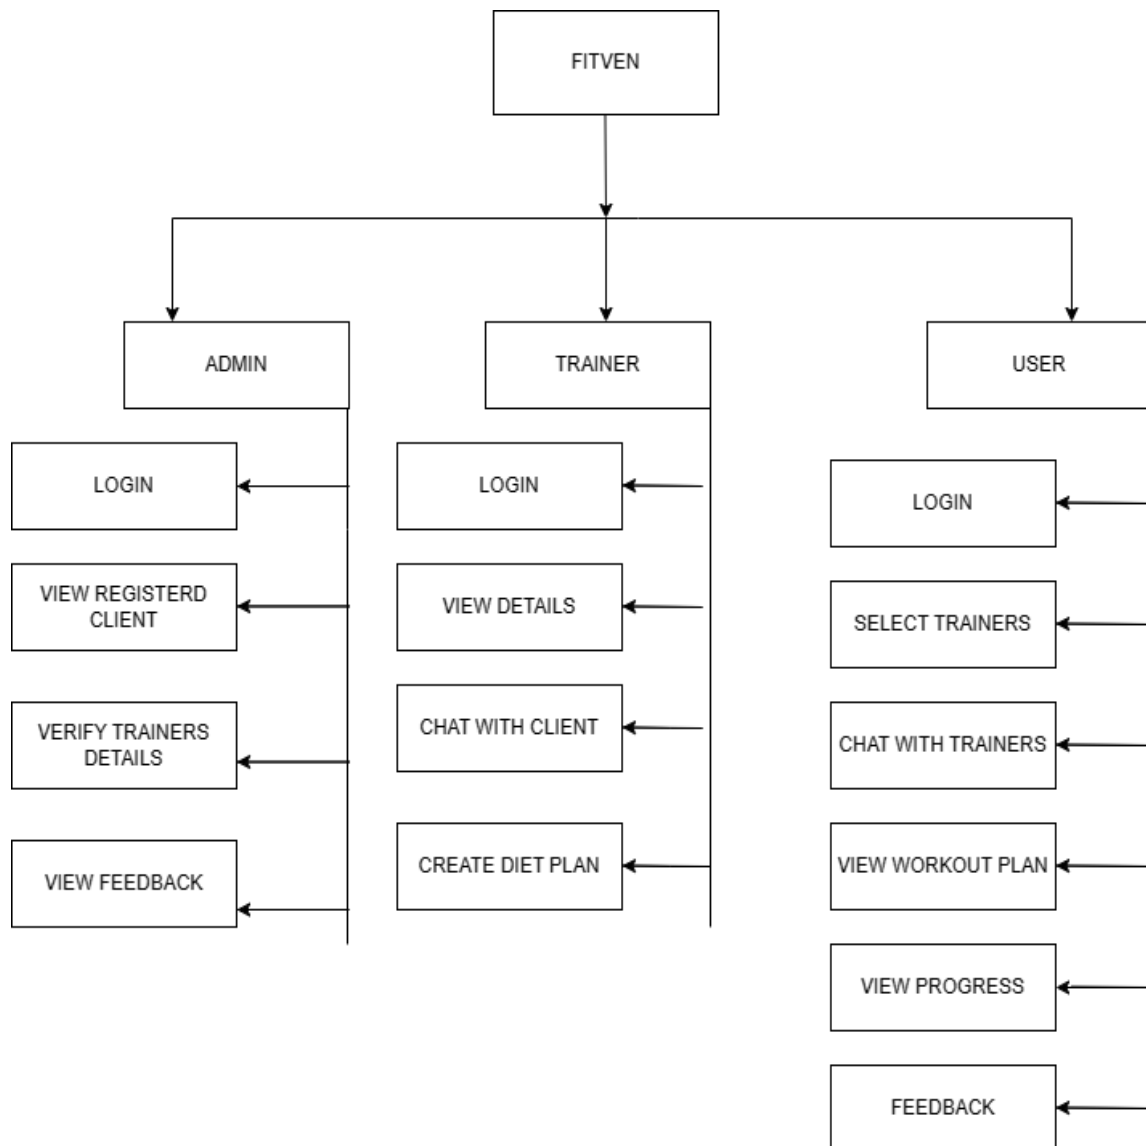 FITVEN
ADMIN
TRAINER
USER
LOGIN
VIEW REGISTERD
CLIENT
VERIFY TRAINERS
DETAILS
VIEW FEEDBACK
LOGIN
VIEW DETAILS
CHAT WITH CLIENT
CREATE DIET PLAN
LOGIN
SELECT TRAINERS
CHAT WITH TRAINERS
VIEW WORKOUT PLAN
VIEW PROGRESS
FEEDBACK